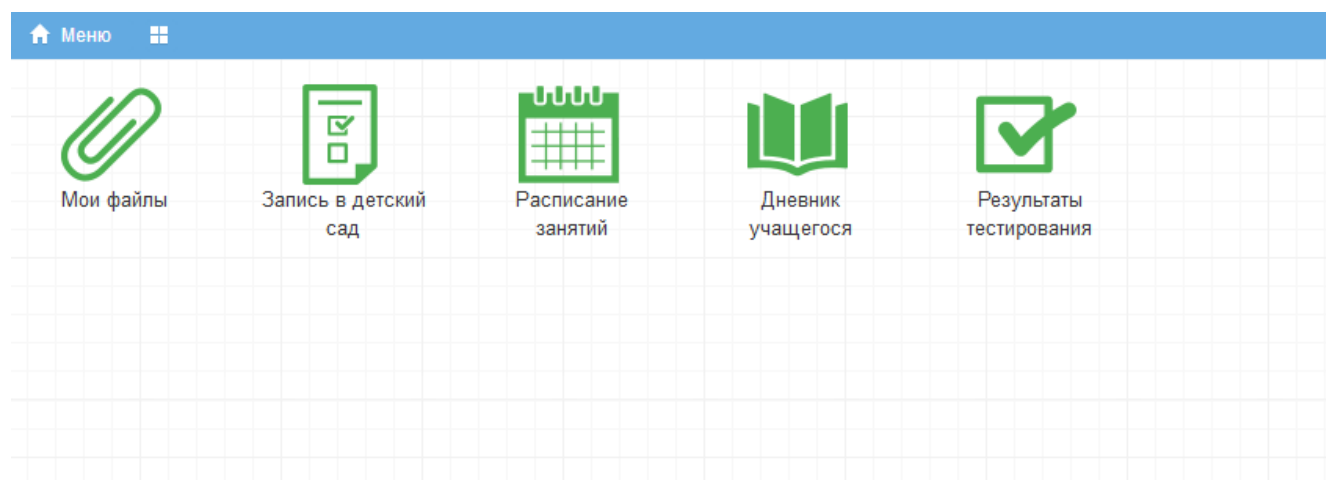 Меню
Мои файлы
Запись в детский
сад
Расписание
занятий
Дневник
учащегося
Результаты
тестирования